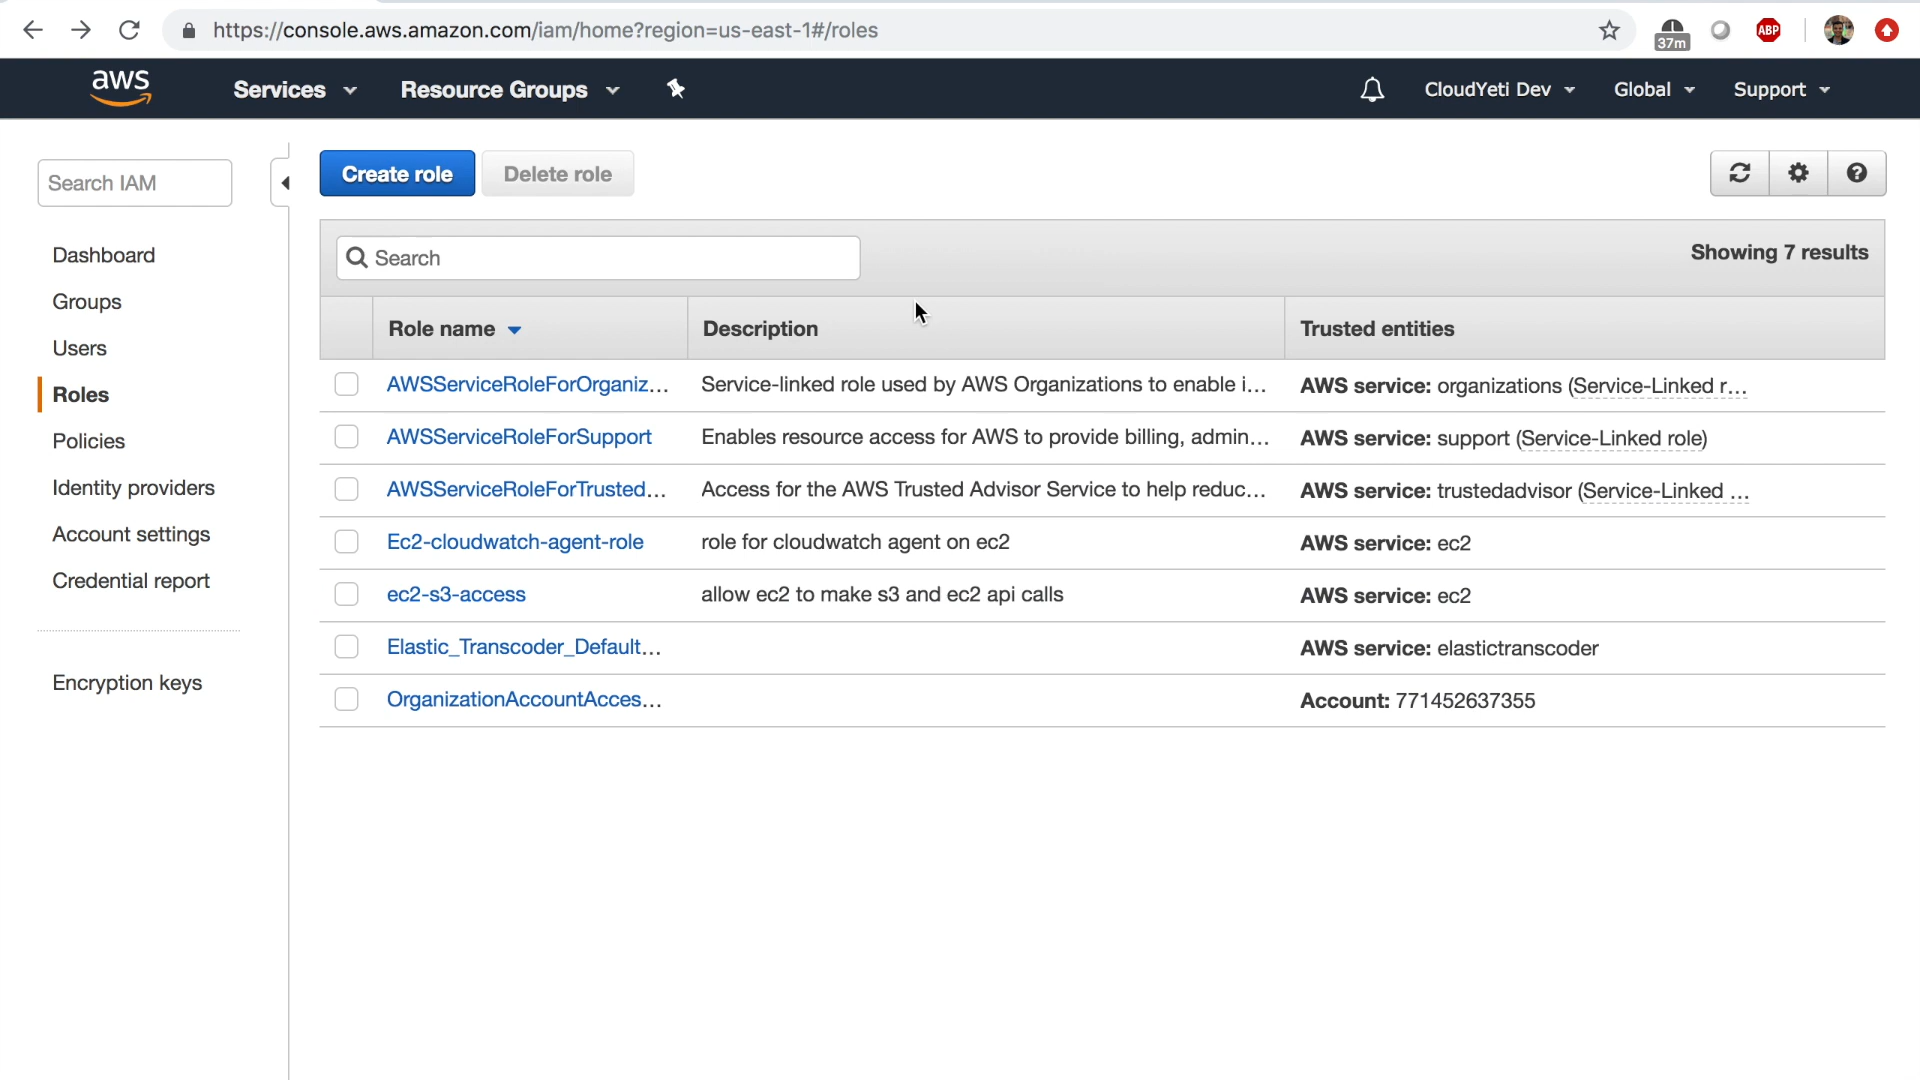 https://console.aws.amazon.com/iam/home?region=us-east-1#/roles
37m
ABP
aws
Services
Resource Groups
CloudYeti Dev
Global
Support
Search IAM
Create role
Delete role
Dashboard
Groups
Users
Roles
Policies
Identity providers
Account settings
Credential report
Encryption keys
Search
Showing 7 results
Role name Description Trusted entities
AWSServiceRoleForOrganiz... Service-linked role used by AWS Organizations to enable i... AWS service: organizations (Service-Linked r...
AWSServiceRoleForSupport Enables resource access for AWS to provide billing, admin... AWS service: support (Service-Linked role)
AWSServiceRoleForTrusted... Access for the AWS Trusted Advisor Service to help reduc... AWS service: trustedadvisor (Service-Linked ...
Ec2-cloudwatch-agent-role role for cloudwatch agent on ec2 AWS service: ec2
ec2-s3-access allow ec2 to make s3 and ec2 api calls AWS service: ec2
Elastic_Transcoder_Default... AWS service: elastictranscoder
OrganizationAccountAcces... Account: 771452637355